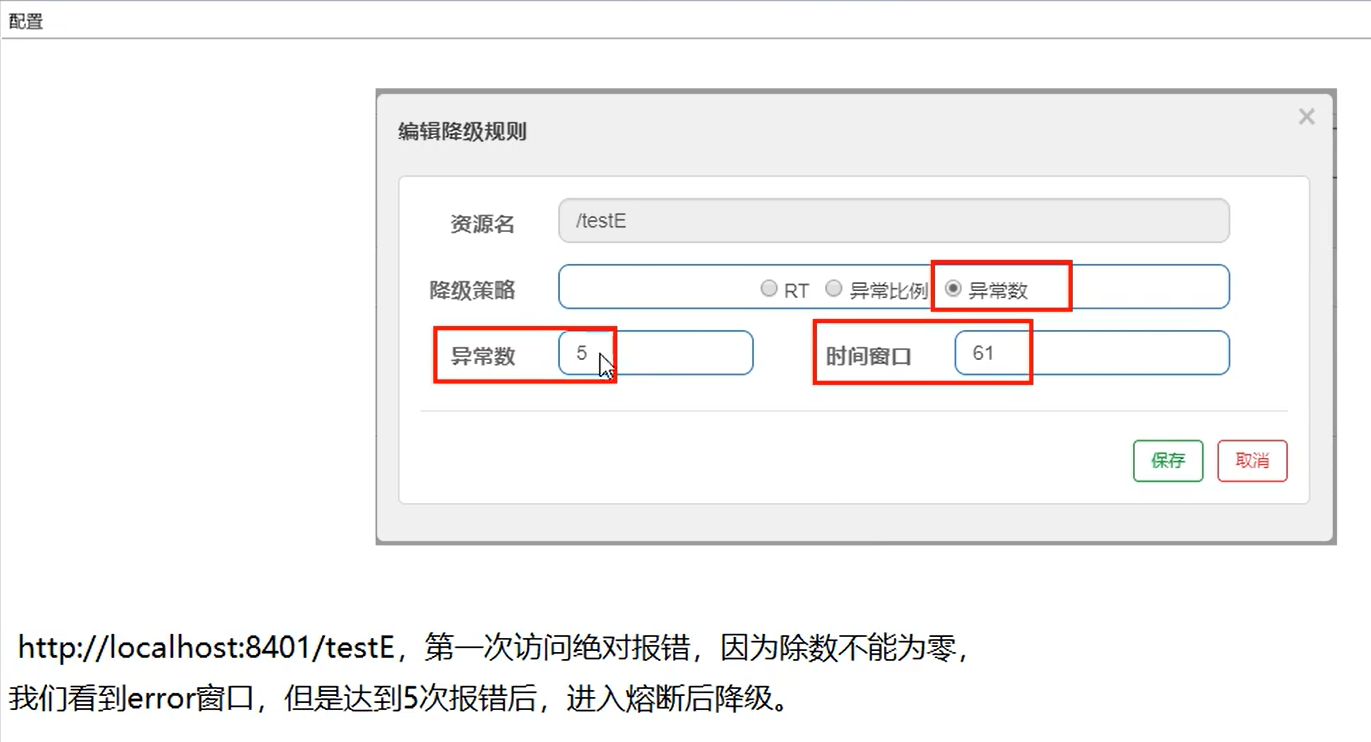 配置
编辑降级规则
×
资源名 /testE
降级策略 RT 异常比例 异常数
异常数 5 时间窗口 61
保存 取消
http://localhost:8401/testE，第一次访问绝对报错，因为除数不能为零，
我们看到error窗口，但是达到5次报错后，进入熔断后降级。